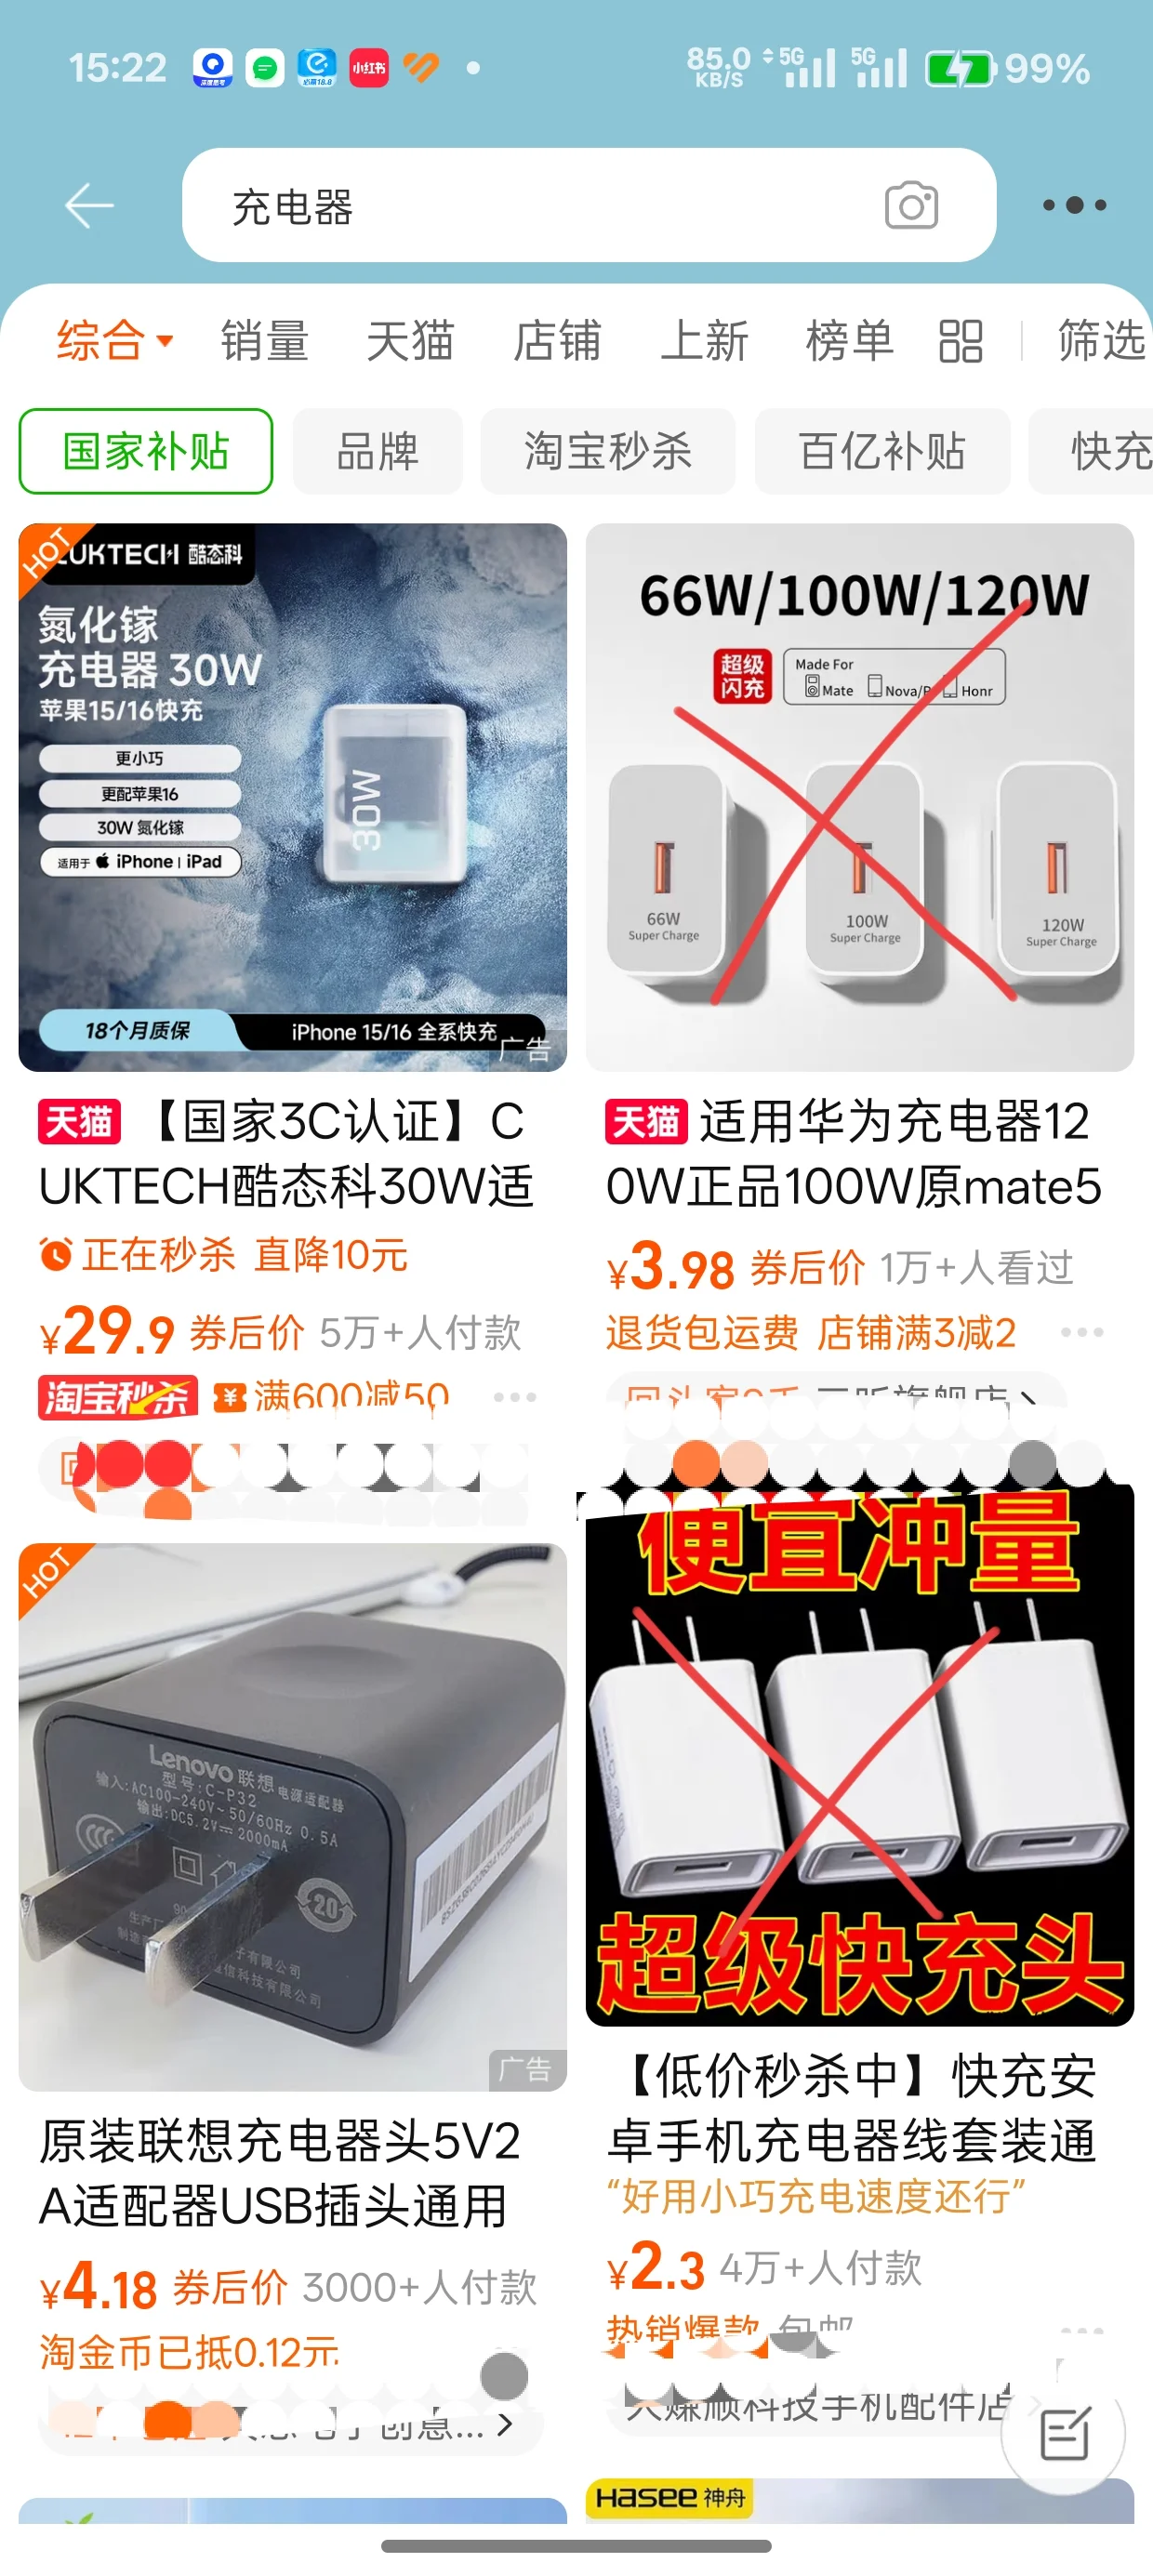 15:22
深度思考
小红书
85.0
KB/S
5G
5G
99%
充电器
综合
销量
天猫
店铺
上新
榜单
筛选
国家补贴
品牌
淘宝秒杀
百亿补贴
快充
HOT
CUKTECH 酷态科
氮化镓
充电器 30W
苹果15/16快充
更小巧
更配苹果16
30W 氮化镓
适用于 iPhone | iPad
30W
18个月质保
iPhone 15/16 全系快充
广告
天猫 【国家3C认证】C
UKTECH酷态科30W适
正在秒杀 直降10元
¥29.9 券后价 5万+人付款
淘宝秒杀 满600减50
66W/100W/120W
超级
闪充
Made For
Mate
Nova/P
Honr
66W
Super Charge
100W
Super Charge
120W
Super Charge
天猫 适用华为充电器12
0W正品100W原mate5
¥3.98 券后价 1万+人看过
退货包运费 店铺满3减2
HOT
Lenovo 联想 电源适配器
型号:C-P32
输入:AC100-240V~50/60Hz 0.5A
输出:DC5.2V 2000mA
20
广告
原装联想充电器头5V2
A适配器USB插头通用
¥4.18 券后价 3000+人付款
淘金币已抵0.12元
便宜冲量
超级快充头
【低价秒杀中】快充安
卓手机充电器线套装通
“好用小巧充电速度还行”
¥2.3 4万+人付款
热销爆款 包邮
顺科技手机配件店
Hasee 神舟